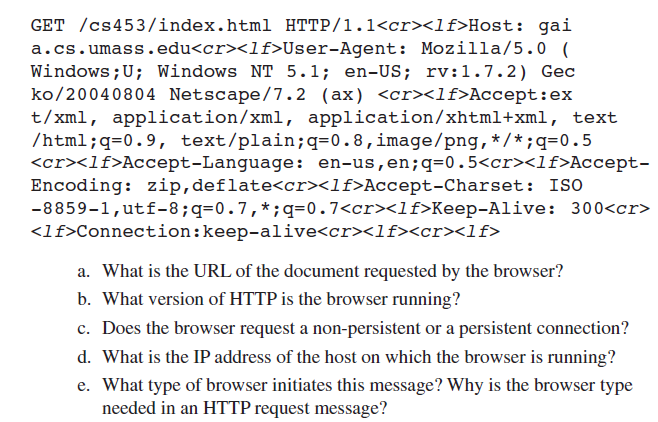 GET /cs453/index.html HTTP/1.1<cr><lf>Host: gai
a.cs.umass.edu<cr><lf>User-Agent: Mozilla/5.0 (
Windows;U; Windows NT 5.1; en-US; rv:1.7.2) Gec
ko/20040804 Netscape/7.2 (ax) <cr><lf>Accept:ex
t/xml, application/xml, application/xhtml+xml, text
/html;q=0.9, text/plain;q=0.8,image/png,*/*;q=0.5
<cr><lf>Accept-Language: en-us,en;q=0.5<cr><lf>Accept-
Encoding: zip,deflate<cr><lf>Accept-Charset: ISO
-8859-1,utf-8;q=0.7,*;q=0.7<cr><lf>Keep-Alive: 300<cr>
<lf>Connection:keep-alive<cr><lf><cr><lf>
a. What is the URL of the document requested by the browser?
b. What version of HTTP is the browser running?
c. Does the browser request a non-persistent or a persistent connection?
d. What is the IP address of the host on which the browser is running?
e. What type of browser initiates this message? Why is the browser type
needed in an HTTP request message?